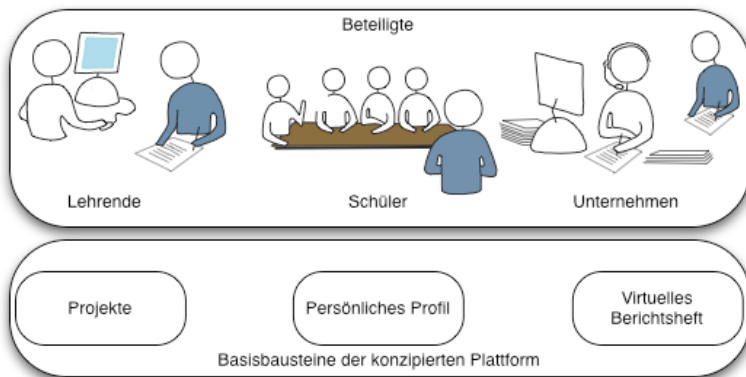 Beteiligte
Lehrende
Schüler
Unternehmen
Projekte
Persönliches Profil
Virtuelles
Berichtsheft
Basisbausteine der konzipierten Plattform